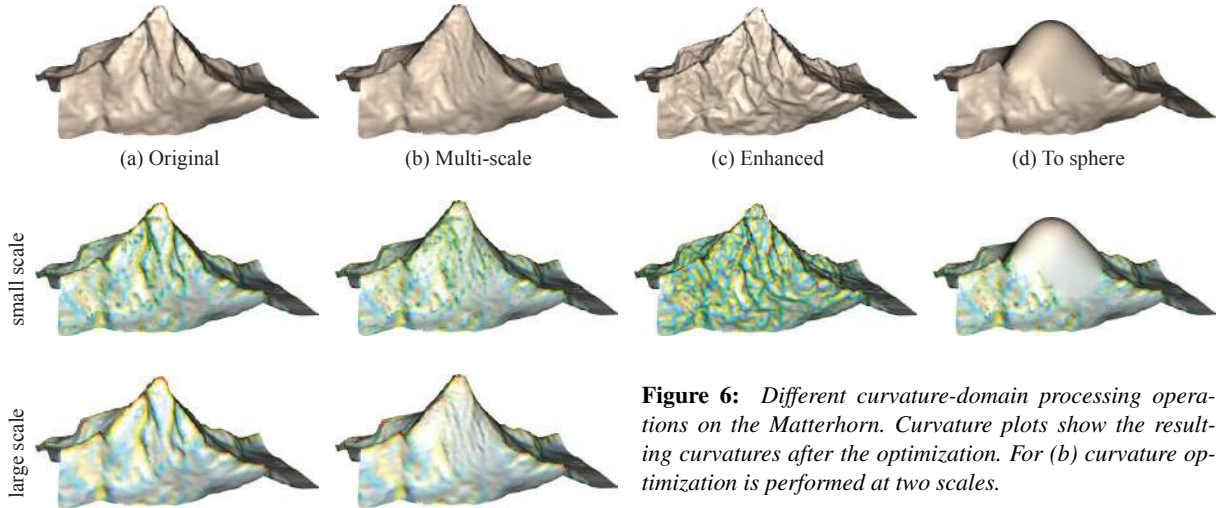 (a) Original
(b) Multi-scale
(c) Enhanced
(d) To sphere
small scale
large scale
Figure 6: Different curvature-domain processing opera-
tions on the Matterhorn. Curvature plots show the result-
ing curvatures after the optimization. For (b) curvature op-
timization is performed at two scales.